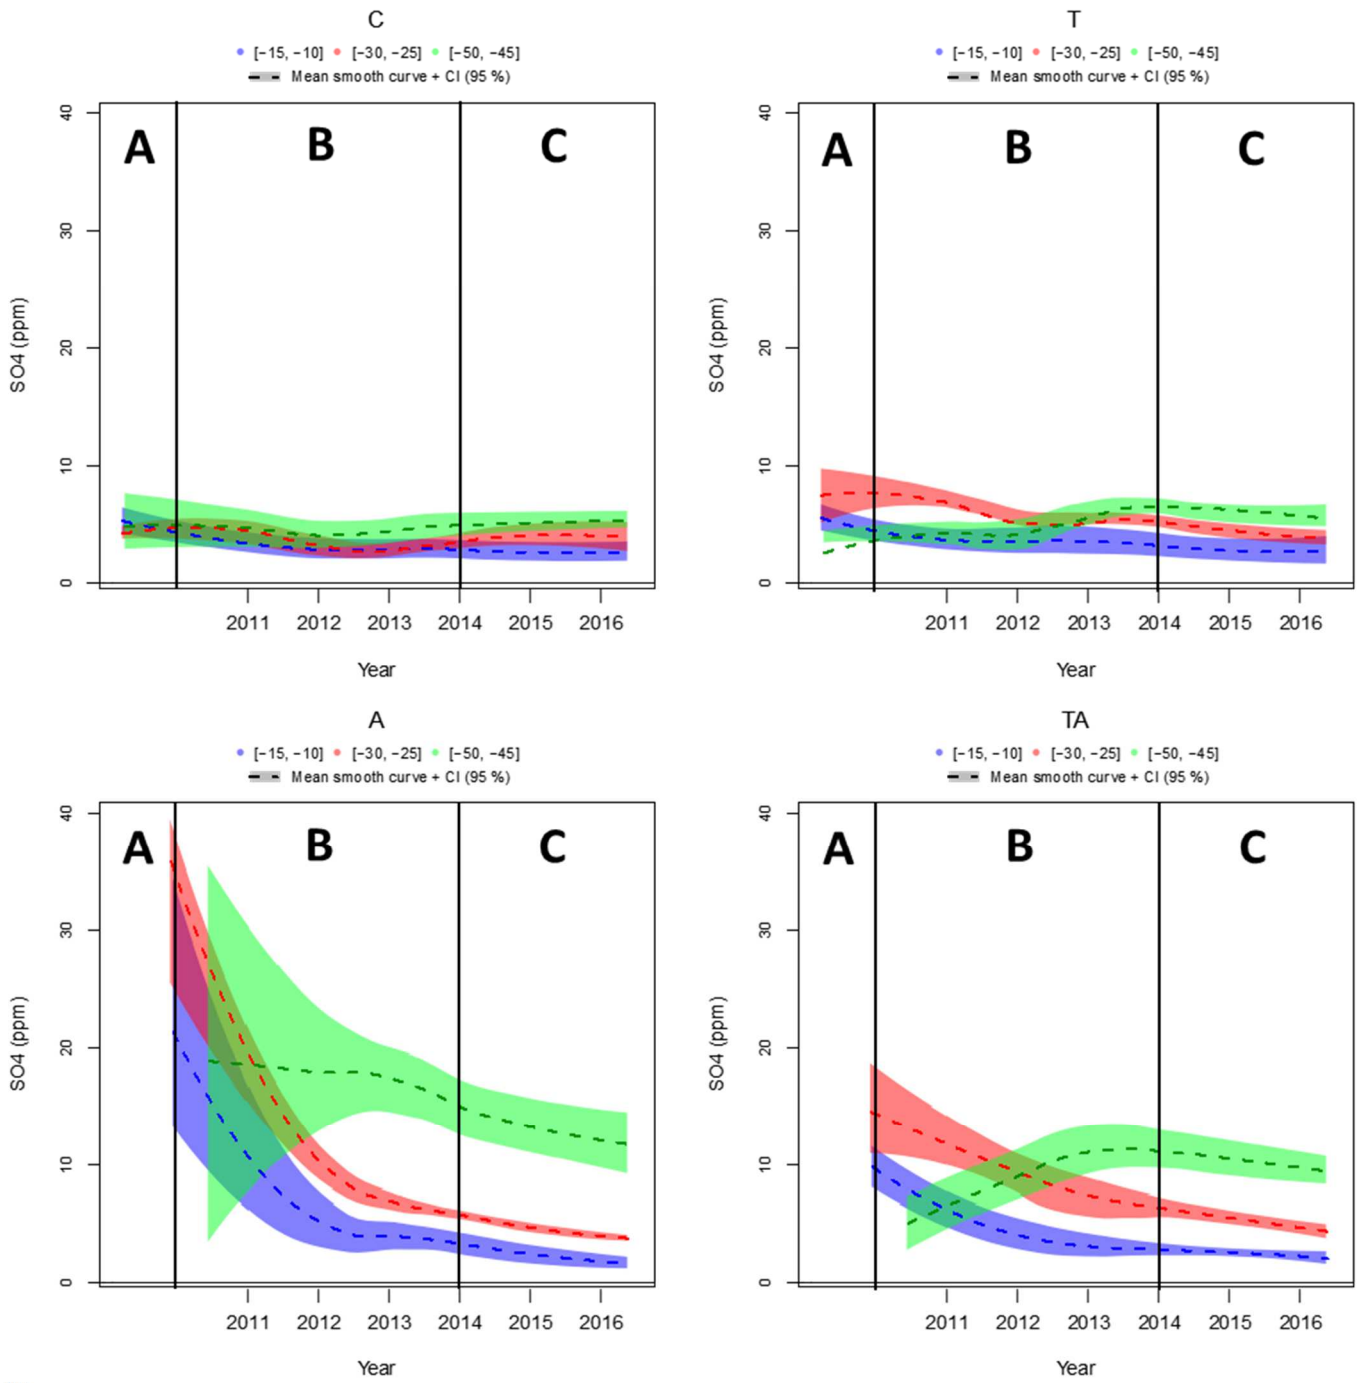 C
[−15, −10] [−30, −25] [−50, −45]
Mean smooth curve + CI (95 %)
A B C
SO4 (ppm)
40
30
20
10
0
2011 2012 2013 2014 2015 2016
Year
T
[−15, −10] [−30, −25] [−50, −45]
Mean smooth curve + CI (95 %)
A B C
SO4 (ppm)
40
30
20
10
0
2011 2012 2013 2014 2015 2016
Year
A
[−15, −10] [−30, −25] [−50, −45]
Mean smooth curve + CI (95 %)
A B C
SO4 (ppm)
40
30
20
10
0
2011 2012 2013 2014 2015 2016
Year
TA
[−15, −10] [−30, −25] [−50, −45]
Mean smooth curve + CI (95 %)
A B C
SO4 (ppm)
40
30
20
10
0
2011 2012 2013 2014 2015 2016
Year